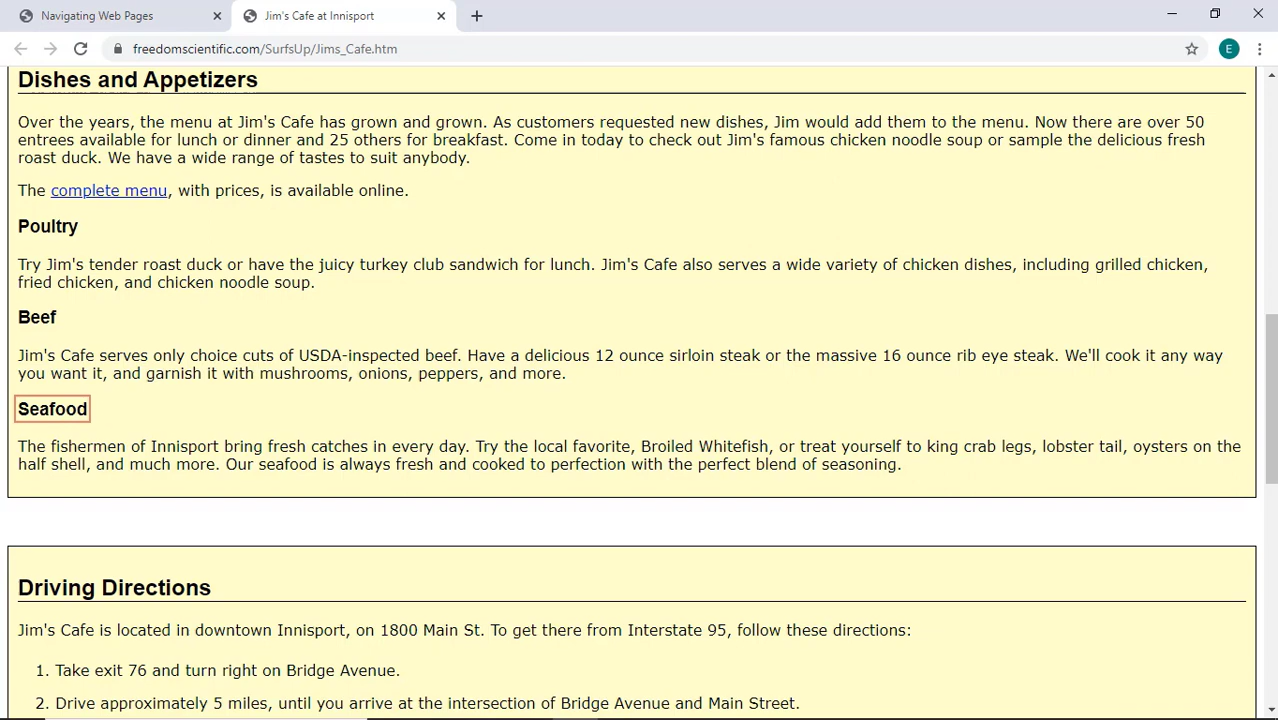 Navigating Web Pages
Jim's Cafe at Innisport
freedomscientific.com/SurfsUp/Jims_Cafe.htm
E
Dishes and Appetizers
Over the years, the menu at Jim's Cafe has grown and grown. As customers requested new dishes, Jim would add them to the menu. Now there are over 50
entrees available for lunch or dinner and 25 others for breakfast. Come in today to check out Jim's famous chicken noodle soup or sample the delicious fresh
roast duck. We have a wide range of tastes to suit anybody.
The complete menu, with prices, is available online.
Poultry
Try Jim's tender roast duck or have the juicy turkey club sandwich for lunch. Jim's Cafe also serves a wide variety of chicken dishes, including grilled chicken,
fried chicken, and chicken noodle soup.
Beef
Jim's Cafe serves only choice cuts of USDA-inspected beef. Have a delicious 12 ounce sirloin steak or the massive 16 ounce rib eye steak. We'll cook it any way
you want it, and garnish it with mushrooms, onions, peppers, and more.
Seafood
The fishermen of Innisport bring fresh catches in every day. Try the local favorite, Broiled Whitefish, or treat yourself to king crab legs, lobster tail, oysters on the
half shell, and much more. Our seafood is always fresh and cooked to perfection with the perfect blend of seasoning.
Driving Directions
Jim's Cafe is located in downtown Innisport, on 1800 Main St. To get there from Interstate 95, follow these directions:
1. Take exit 76 and turn right on Bridge Avenue.
2. Drive approximately 5 miles, until you arrive at the intersection of Bridge Avenue and Main Street.